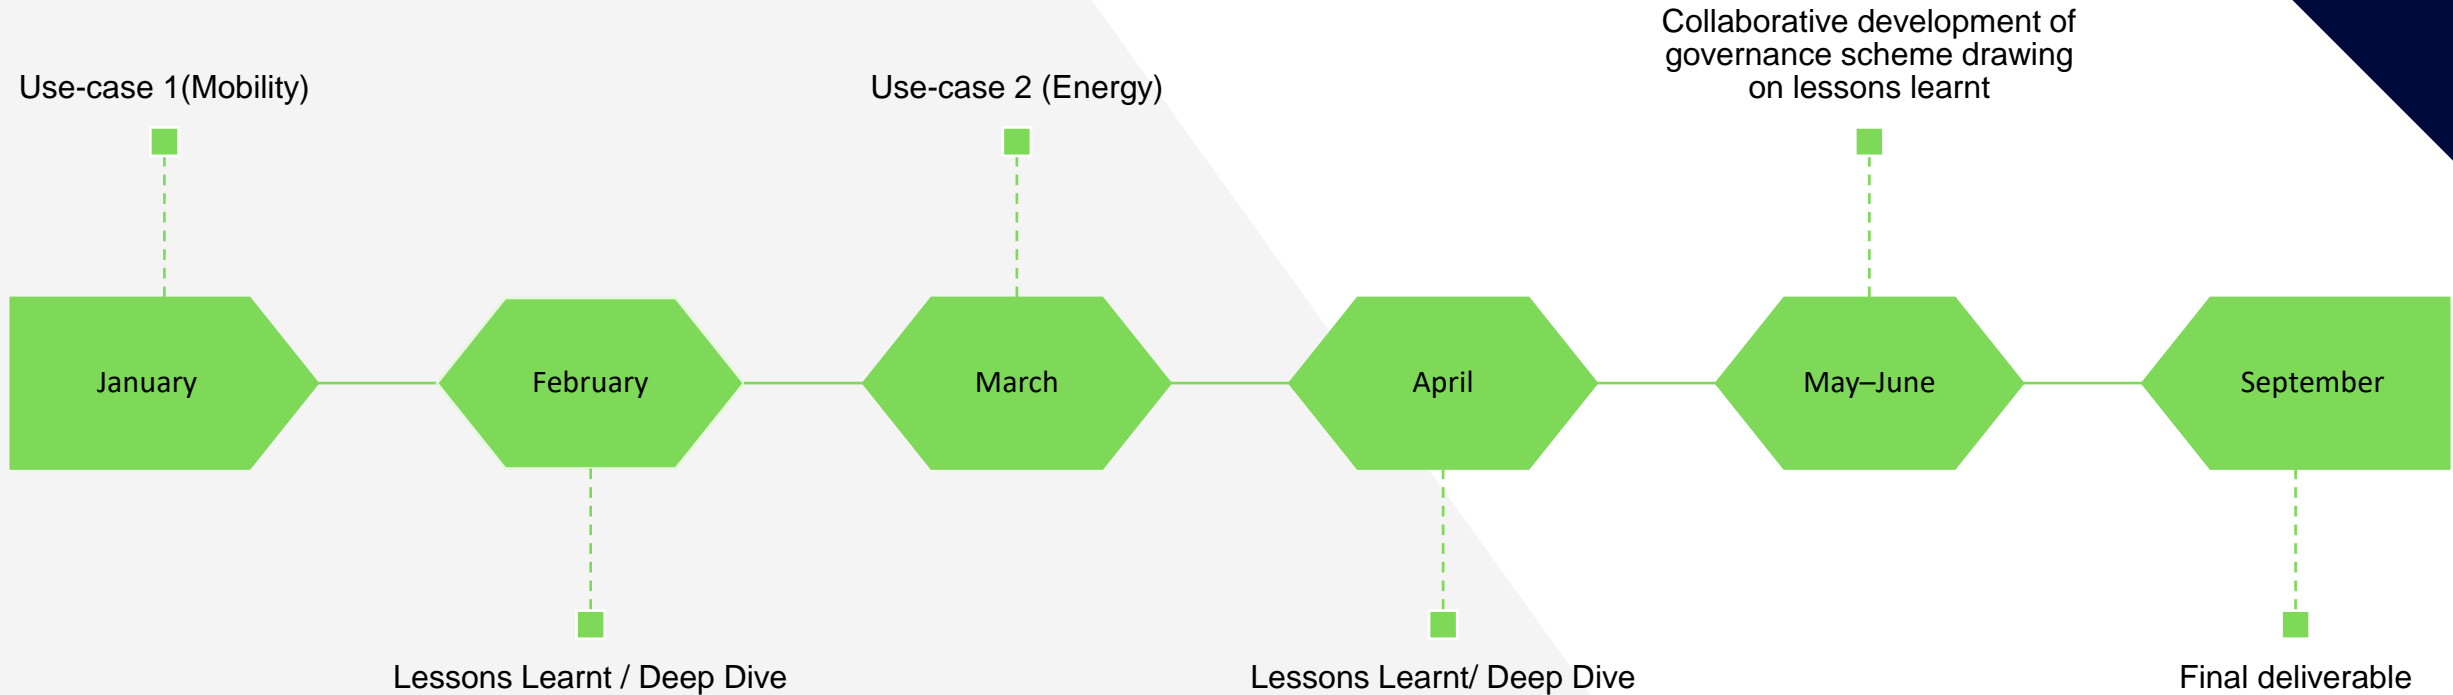 Collaborative development of
governance scheme drawing
on lessons learnt
Use-case 1(Mobility)
Use-case 2 (Energy)
January
February
March
April
May–June
September
Lessons Learnt / Deep Dive
Lessons Learnt/ Deep Dive
Final deliverable